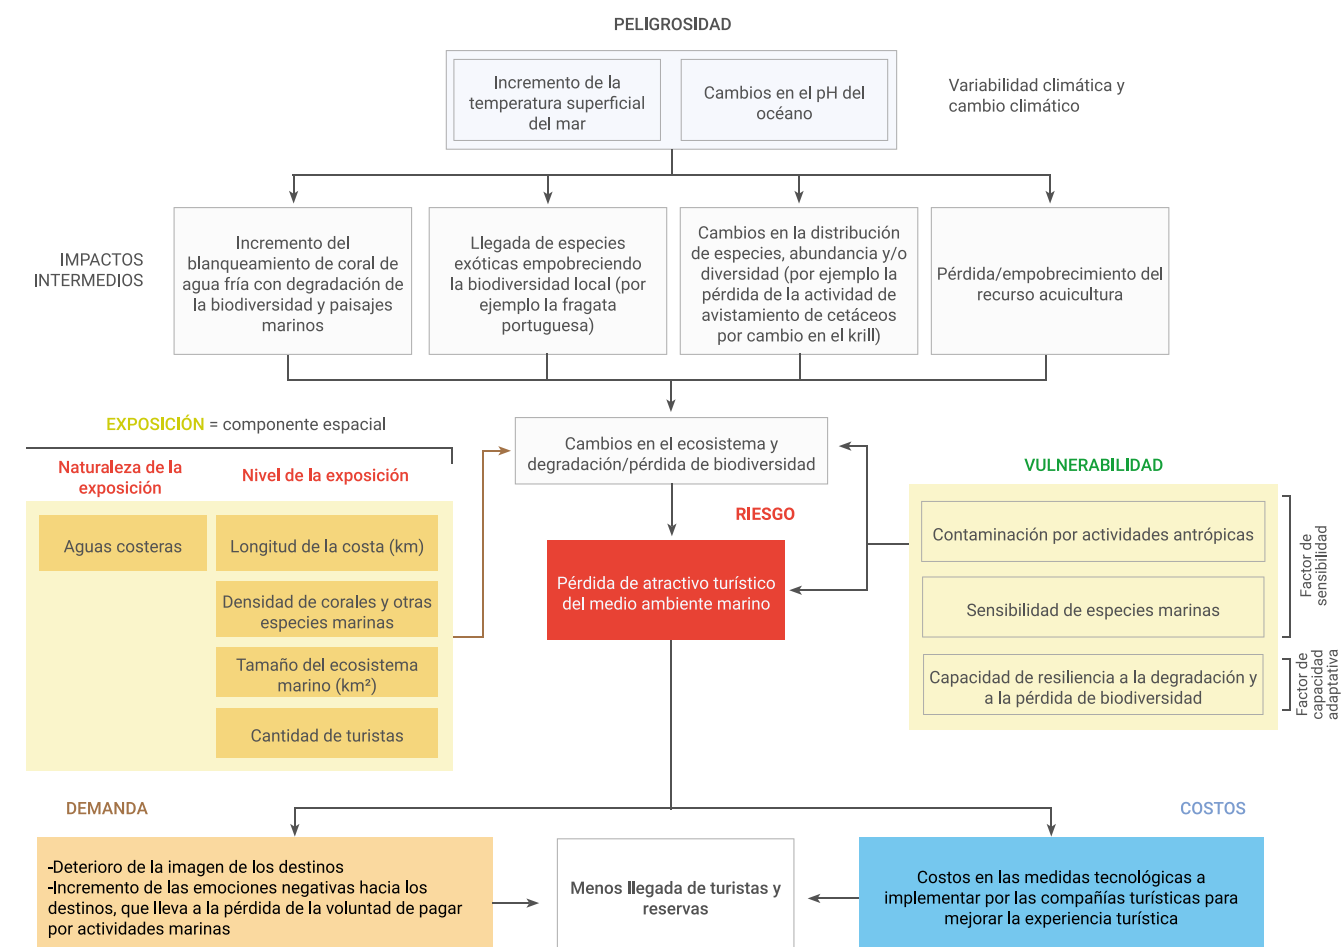 PELIGROSIDAD
Incremento de la
temperatura superficial
del mar
Cambios en el pH del
océano
Variabilidad climática y
cambio climático
IMPACTOS
INTERMEDIOS
Incremento del
blanqueamiento de coral de
agua fría con degradación de
la biodiversidad y paisajes
marinos
Llegada de especies
exóticas empobreciendo
la biodiversidad local (por
ejemplo la fragata
portuguesa)
Cambios en la distribución
de especies, abundancia y/o
diversidad (por ejemplo la
pérdida de la actividad de
avistamiento de cetáceos
por cambio en el krill)
Pérdida/empobrecimiento del
recurso acuicultura
EXPOSICIÓN = componente espacial
Naturaleza de la
exposición
Nivel de la exposición
Aguas costeras
Longitud de la costa (km)
Densidad de corales y otras
especies marinas
Tamaño del ecosistema
marino (km²)
Cantidad de turistas
Cambios en el ecosistema y
degradación/pérdida de biodiversidad
RIESGO
Pérdida de atractivo turístico
del medio ambiente marino
VULNERABILIDAD
Contaminación por actividades antrópicas
Sensibilidad de especies marinas
Capacidad de resiliencia a la degradación y
a la pérdida de biodiversidad
Factor de
sensibilidad
Factor de
capacidad
adaptativa
DEMANDA
-Deterioro de la imagen de los destinos
-Incremento de las emociones negativas hacia los
destinos, que lleva a la pérdida de la voluntad de pagar
por actividades marinas
Menos llegada de turistas y
reservas
COSTOS
Costos en las medidas tecnológicas a
implementar por las compañías turísticas para
mejorar la experiencia turística